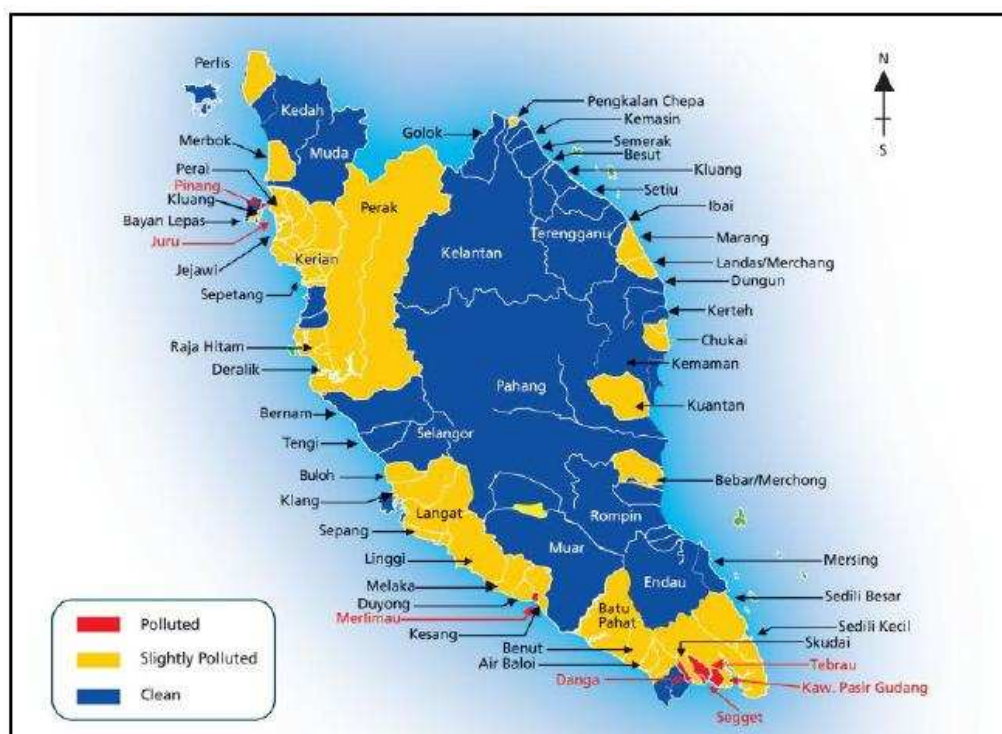 Perlis
N
S
Kedah
Pengkalan Chepa
Kemasin
Golok
Semerak
Merbok
Muda
Besut
Kluang
Perai
Pinang
Setiu
Kluang
Perak
Ibai
Bayan Lepas
Terengganu
Marang
Juru
Kelantan
Landas/Merchang
Jejawi
Kerian
Dungun
Sepetang
Kerteh
Chukai
Raja Hitam
Kemaman
Deralik
Pahang
Kuantan
Bernam
Selangor
Tengi
Buloh
Bebar/Merchong
Klang
Langat
Rompin
Sepang
Muar
Linggi
Mersing
Melaka
Endau
Duyong
Sedili Besar
Merlimau
Batu
Pahat
Kesang
Sedili Kecil
Benut
Skudai
Air Baloi
Tebrau
Danga
Kaw. Pasir Gudang
Segget
Polluted
Slightly Polluted
Clean